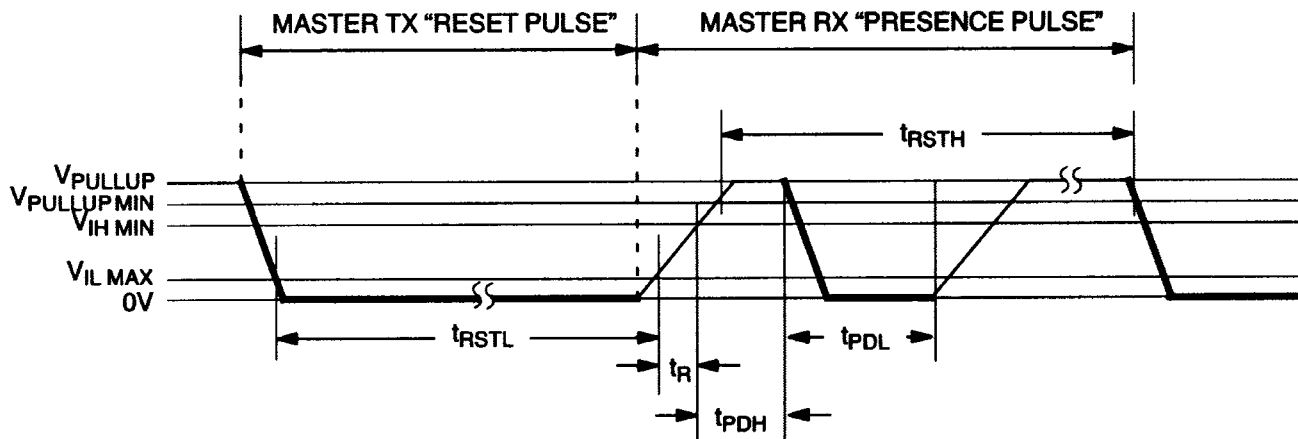 MASTER TX “RESET PULSE”
MASTER RX “PRESENCE PULSE”
tRSTH
VPULLUP
VPULLUP MIN
VIH MIN
VIL MAX
0V
tRSTL
tPDL
tR
tPDH